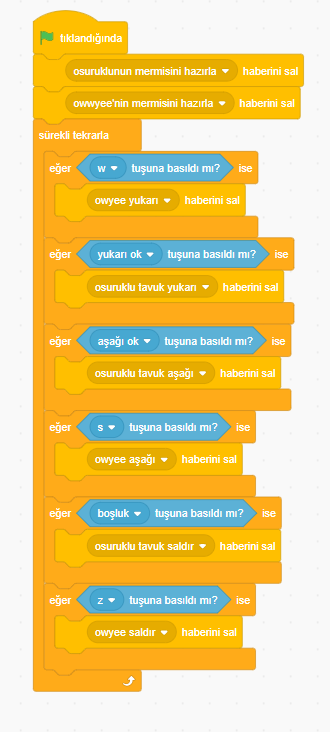 tıklandığında
osuruklunun mermisini hazırla haberini sal
owwyee'nin mermisini hazırla haberini sal
sürekli tekrarla
eğer w tuşuna basıldı mı? ise
owyee yukarı haberini sal
eğer yukarı ok tuşuna basıldı mı? ise
osuruklu tavuk yukarı haberini sal
eğer aşağı ok tuşuna basıldı mı? ise
osuruklu tavuk aşağı haberini sal
eğer s tuşuna basıldı mı? ise
owyee aşağı haberini sal
eğer boşluk tuşuna basıldı mı? ise
osuruklu tavuk saldır haberini sal
eğer z tuşuna basıldı mı? ise
owyee saldır haberini sal